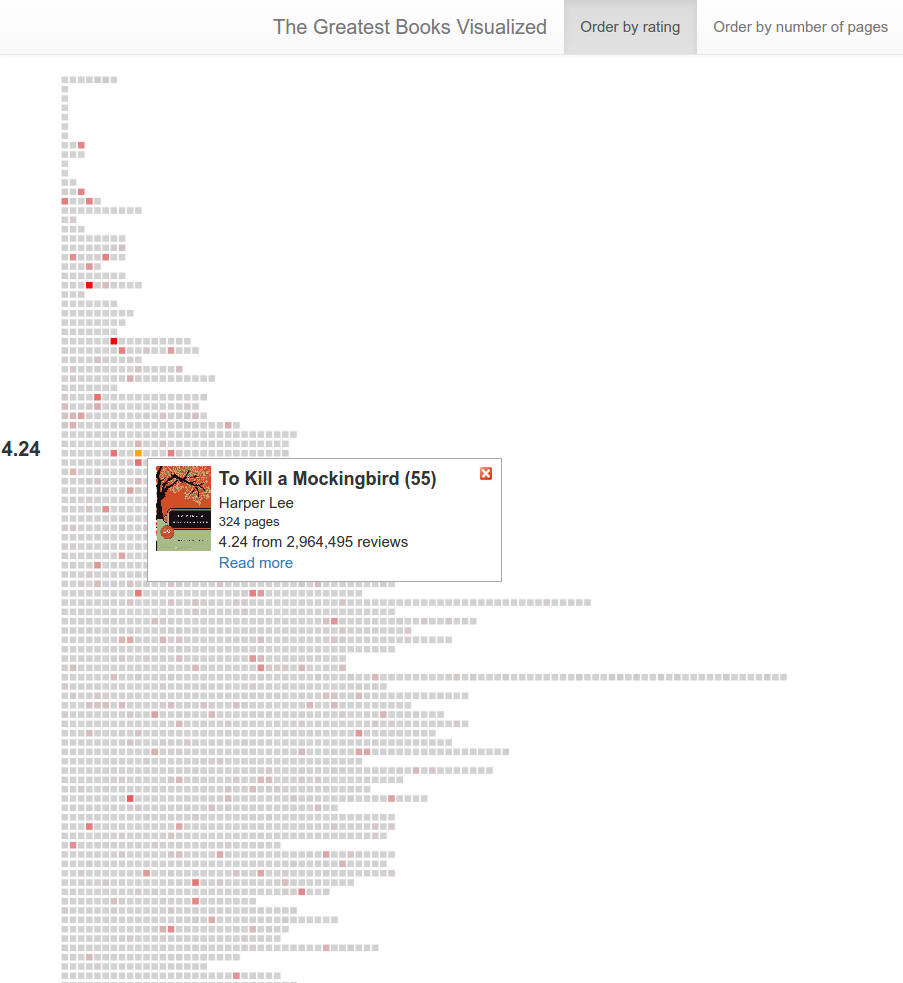 The Greatest Books Visualized
Order by rating
Order by number of pages
4.24
To Kill a Mockingbird (55)
Harper Lee
324 pages
4.24 from 2,964,495 reviews
Read more